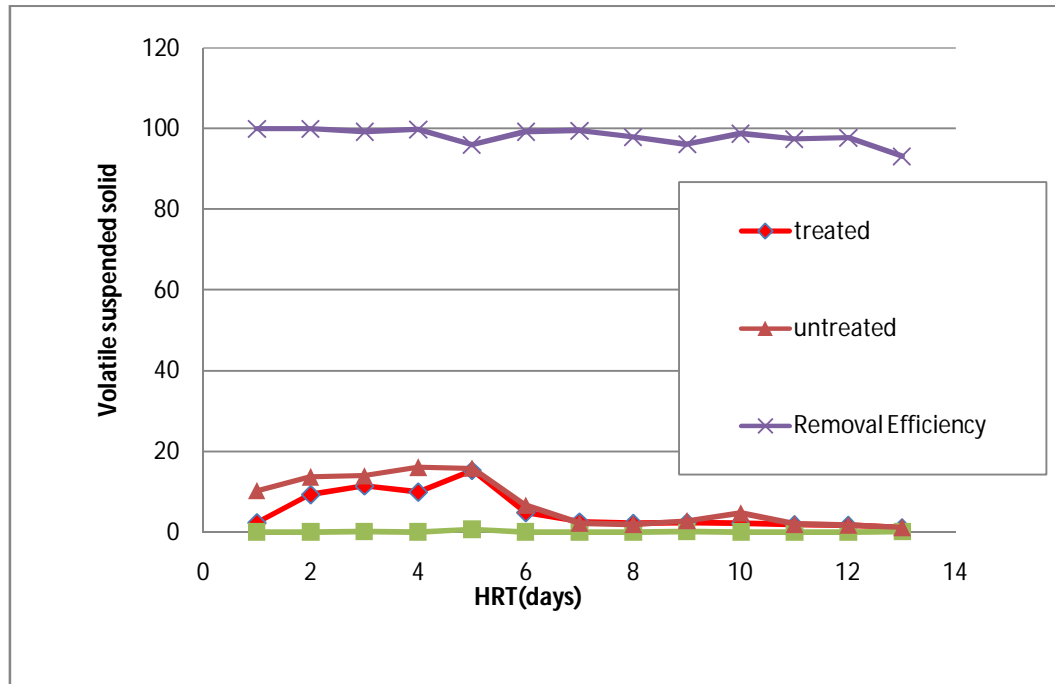 120
100
80
60
40
20
0
Volatile suspended solid
0 2 4 6 8 10 12 14
HRT(days)
treated
untreated
Removal Efficiency